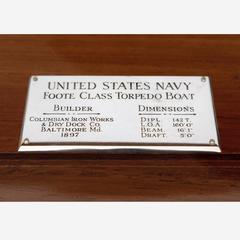 UNITED STATES NAVY
FOOTE CLASS TORPEDO BOAT
BUILDER
COLUMBIAN IRON WORKS
& DRY DOCK CO.
BALTIMORE MD.
1897
DIMENSIONS
DIPL. 142 T.
L.O.A. 160'0"
BEAM. 16'1"
DRAFT. 5'0"